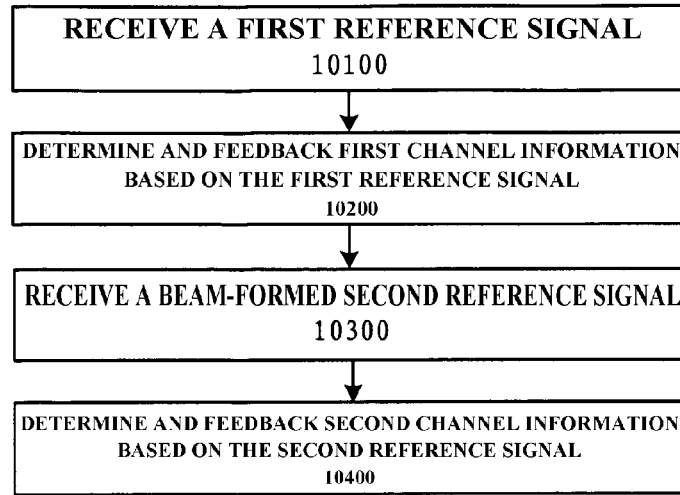 RECEIVE A FIRST REFERENCE SIGNAL
10100
DETERMINE AND FEEDBACK FIRST CHANNEL INFORMATION
BASED ON THE FIRST REFERENCE SIGNAL
10200
RECEIVE A BEAM-FORMED SECOND REFERENCE SIGNAL
10300
DETERMINE AND FEEDBACK SECOND CHANNEL INFORMATION
BASED ON THE SECOND REFERENCE SIGNAL
10400